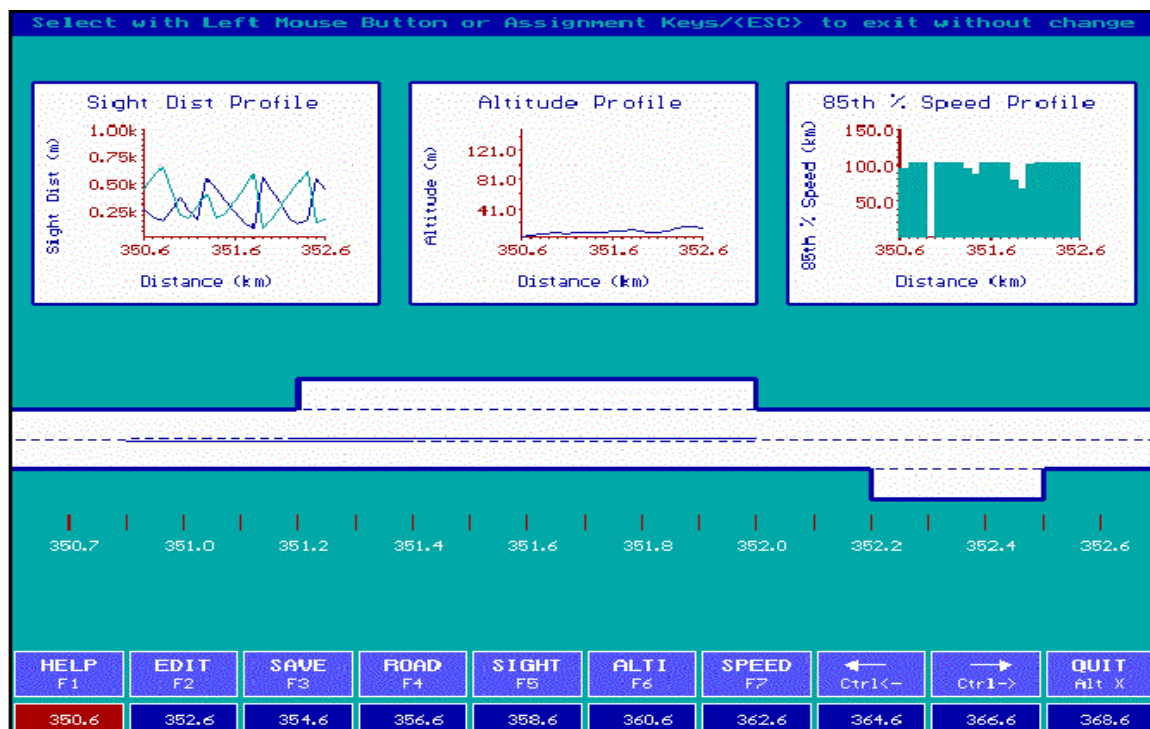 Select with Left Mouse Button or Assignment Keys/<ESC> to exit without change
Sight Dist Profile
Sight Dist (m)
1.00k
0.75k
0.50k
0.25k
350.6 351.6 352.6
Distance (km)
Altitude Profile
Altitude (m)
121.0
81.0
41.0
350.6 351.6 352.6
Distance (km)
85th % Speed Profile
85th % Speed (km)
150.0
100.0
50.0
350.6 351.6 352.6
Distance (km)
350.7 351.0 351.2 351.4 351.6 351.8 352.0 352.2 352.4 352.6
HELP EDIT SAVE ROAD SIGHT ALTI SPEED ← → QUIT
F1 F2 F3 F4 F5 F6 F7 Ctrl<- Ctrl-> Alt X
350.6 352.6 354.6 356.6 358.6 360.6 362.6 364.6 366.6 368.6